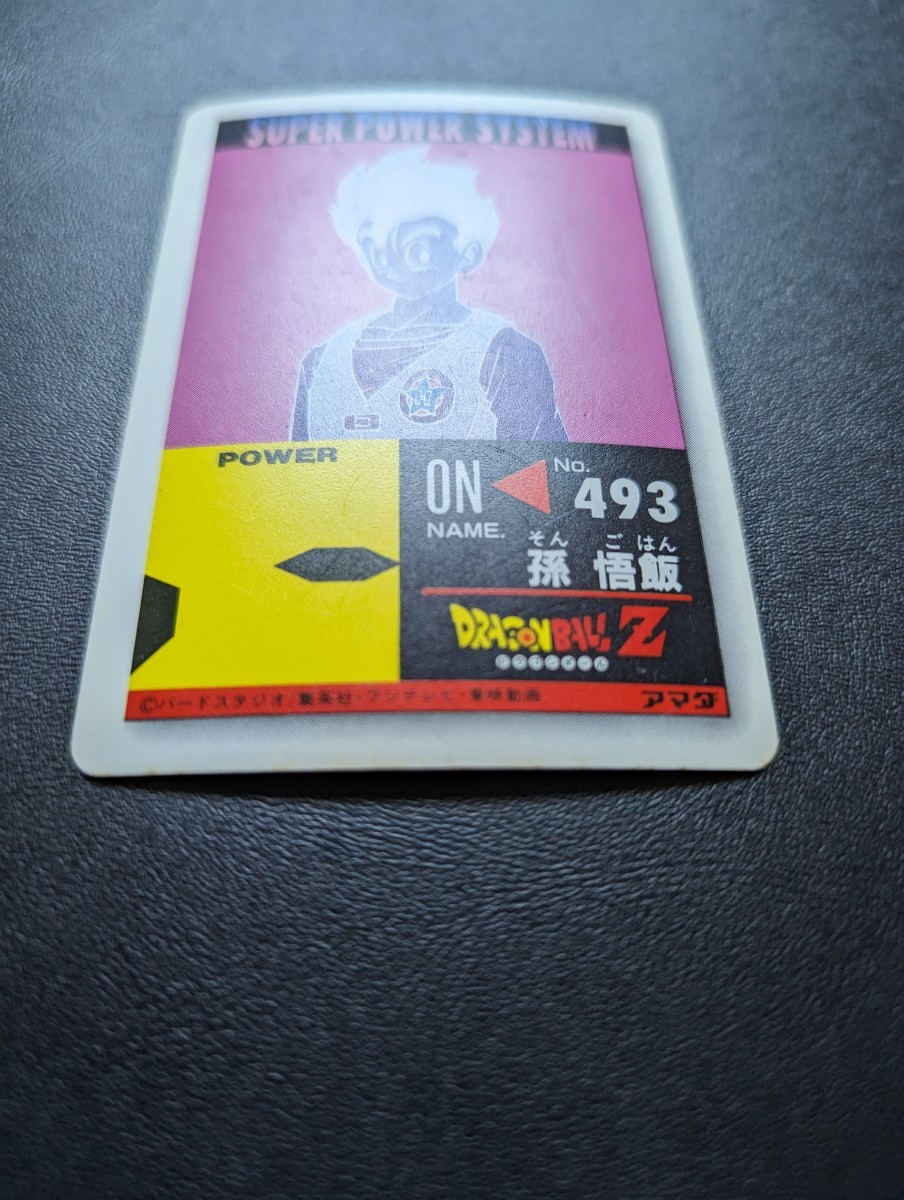 SUPER POWER SYSTEM
POWER
ON
No.
493
NAME.
そん ごはん
孫 悟飯
DRAGONBALL Z
ドラゴンボール
©バードスタジオ/集英社・フジテレビ・東映動画
アマダ